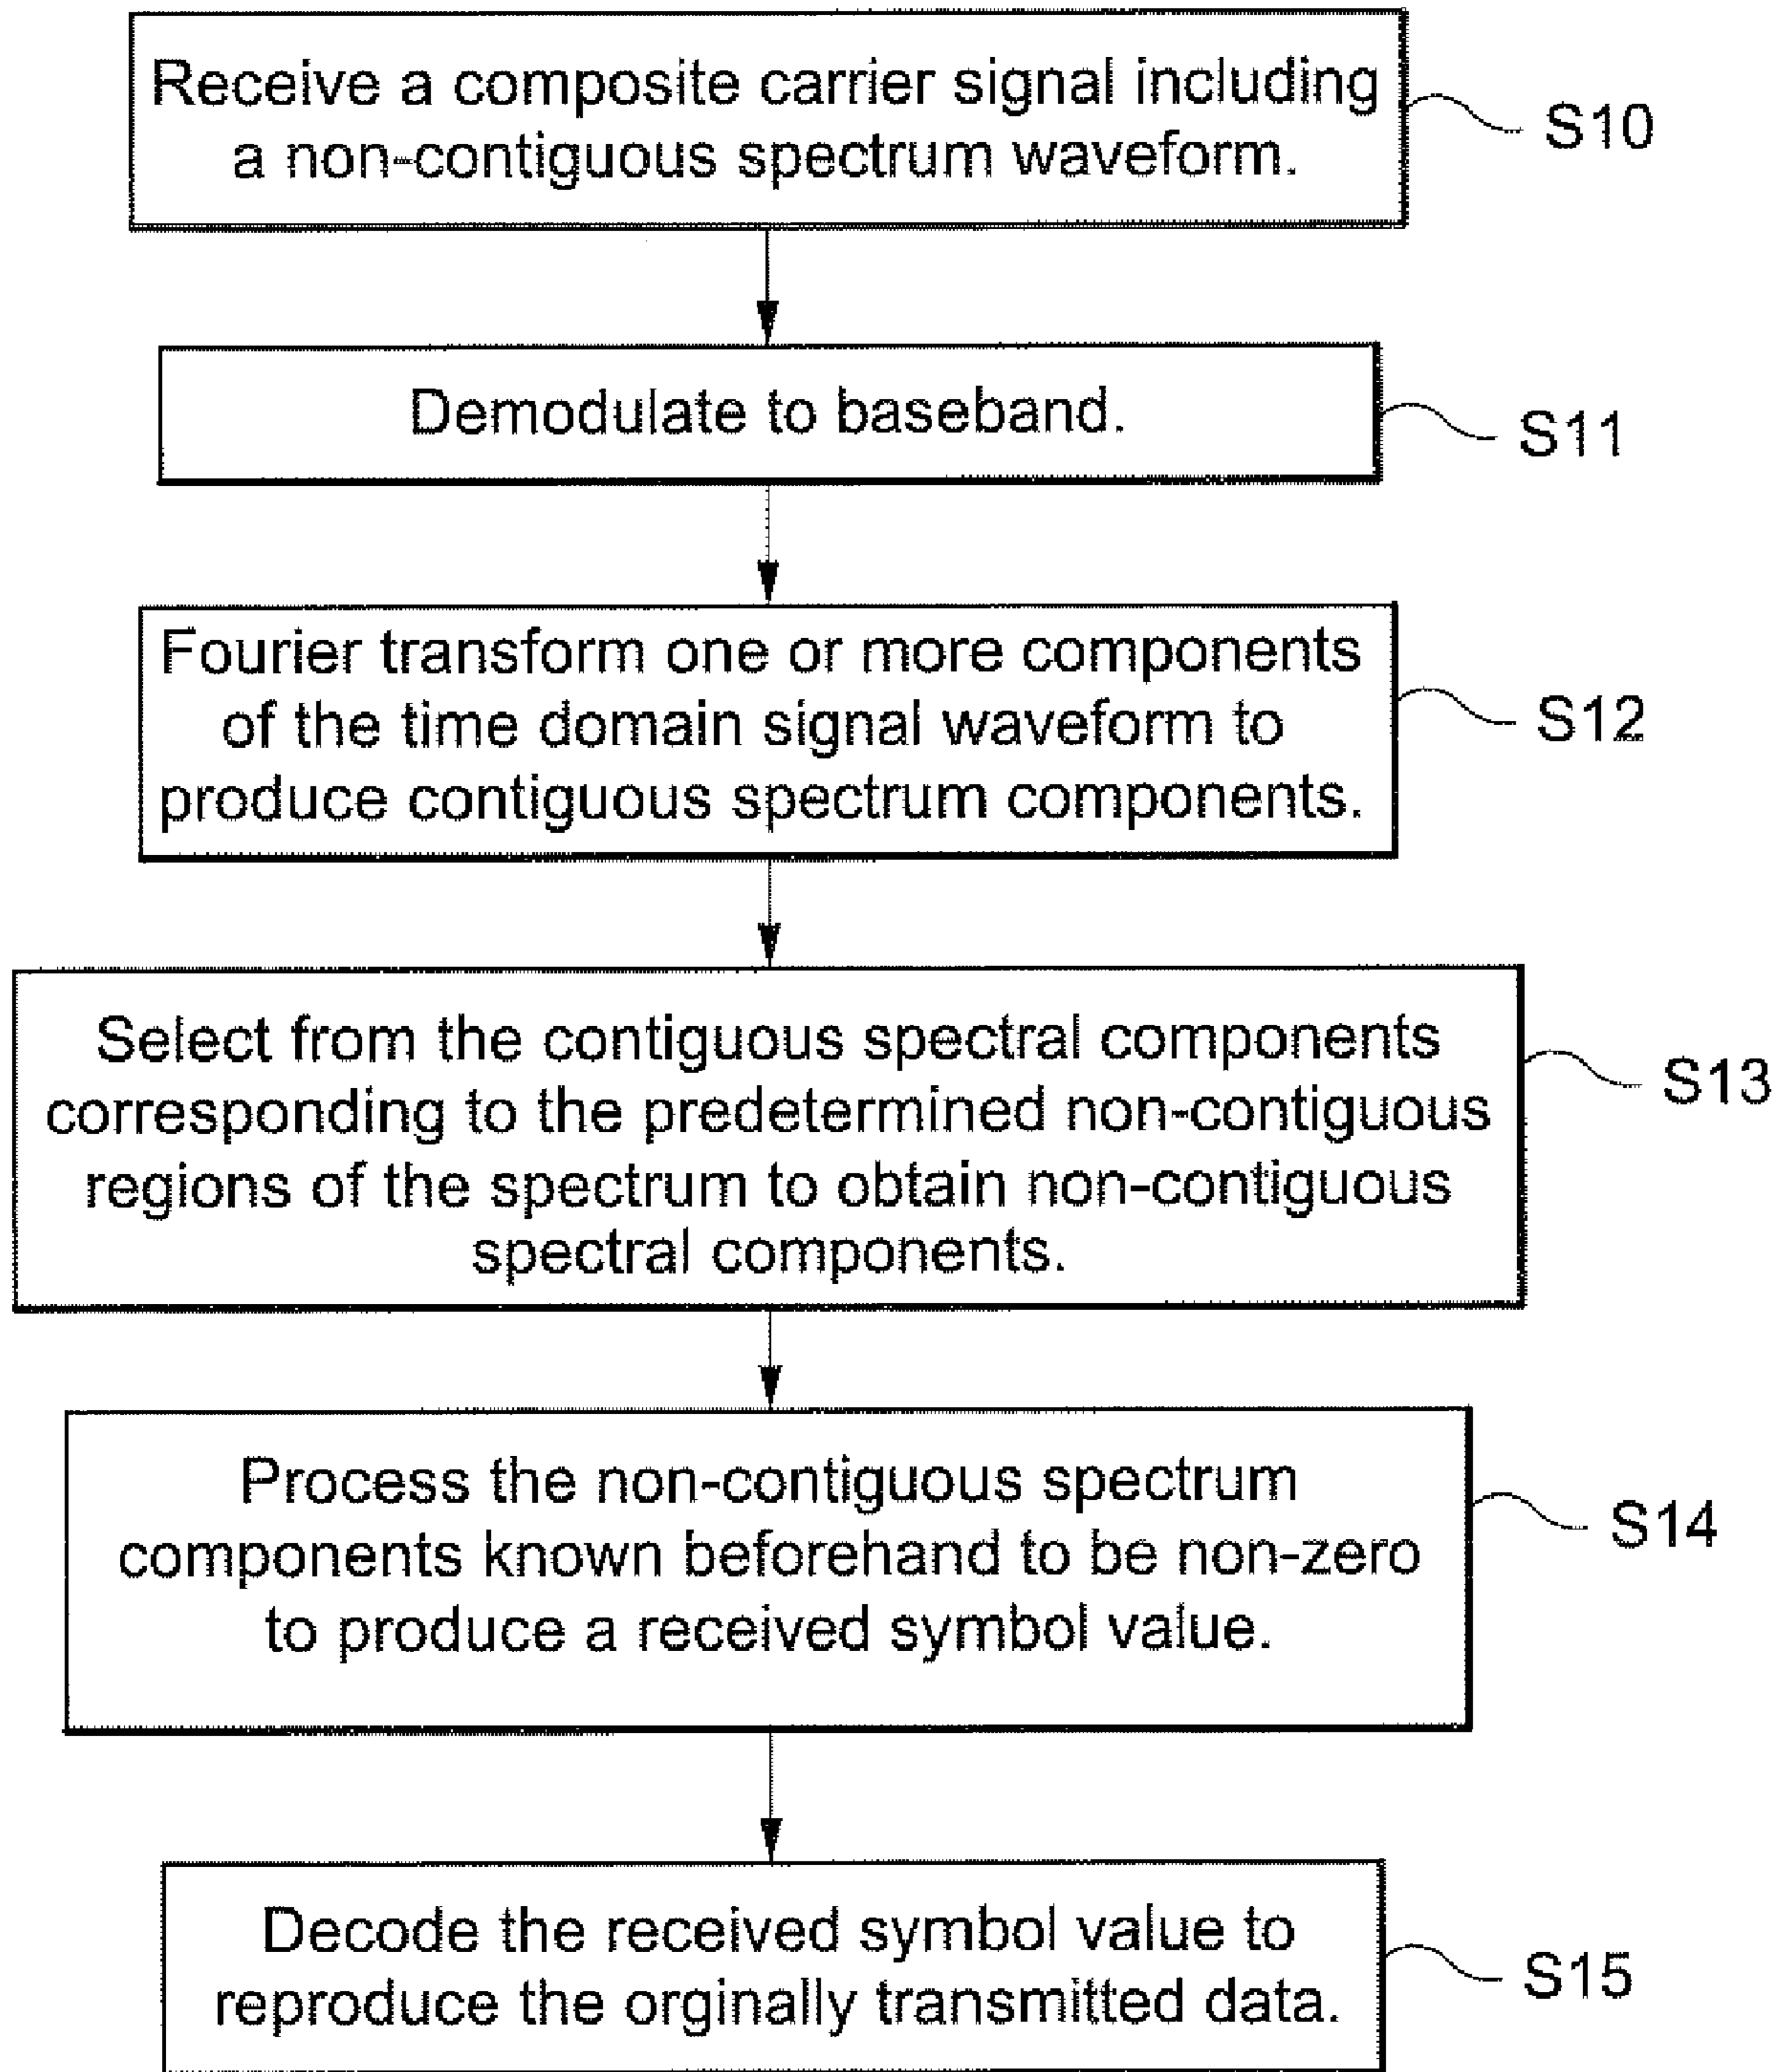 Receive a composite carrier signal including
a non-contiguous spectrum waveform.
S10
Demodulate to baseband.
S11
Fourier transform one or more components
of the time domain signal waveform to
produce contiguous spectrum components.
S12
Select from the contiguous spectral components
corresponding to the predetermined non-contiguous
regions of the spectrum to obtain non-contiguous
spectral components.
S13
Process the non-contiguous spectrum
components known beforehand to be non-zero
to produce a received symbol value.
S14
Decode the received symbol value to
reproduce the orginally transmitted data.
S15